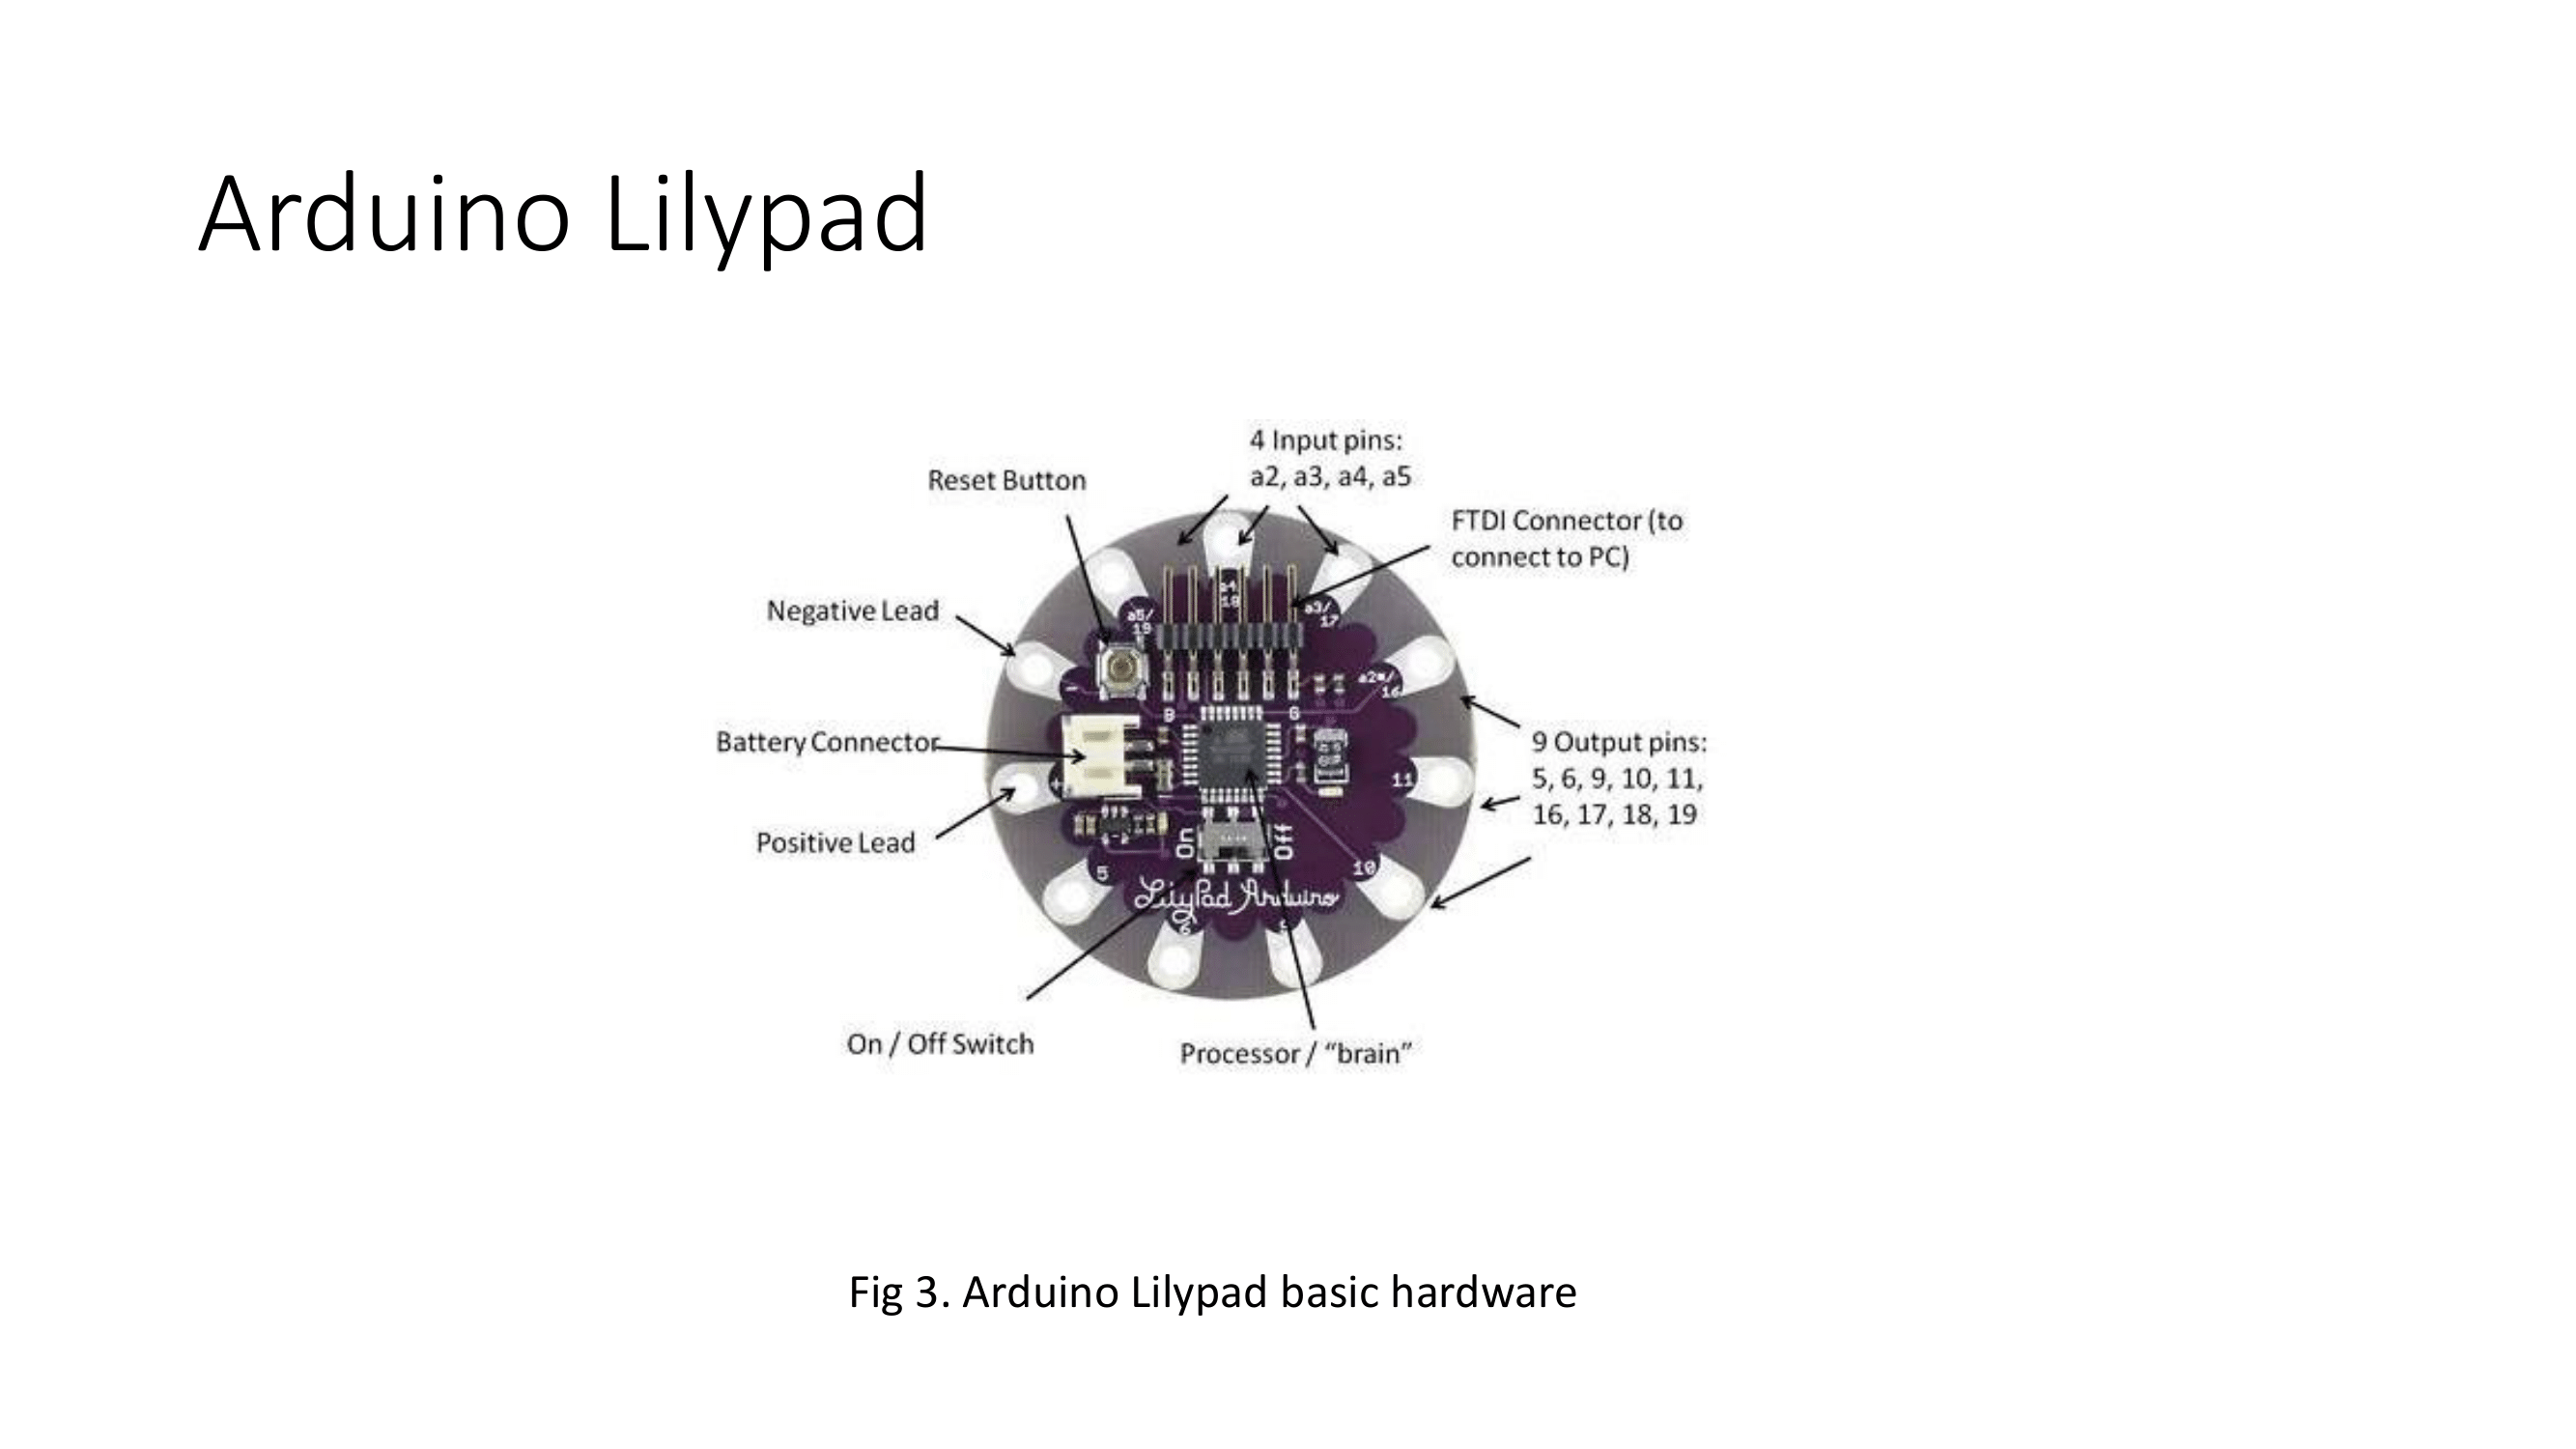 Arduino Lilypad
4 Input pins:
a2, a3, a4, a5
Reset Button
FTDI Connector (to
connect to PC)
Negative Lead
Battery Connector
Positive Lead
9 Output pins:
5, 6, 9, 10, 11,
16, 17, 18, 19
On / Off Switch
Processor / “brain”
a5/
19
18
a3/
17
a2*/
16
-
B
G
+
11
On
Off
5
10
LilyPad Arduino
6
Fig 3. Arduino Lilypad basic hardware